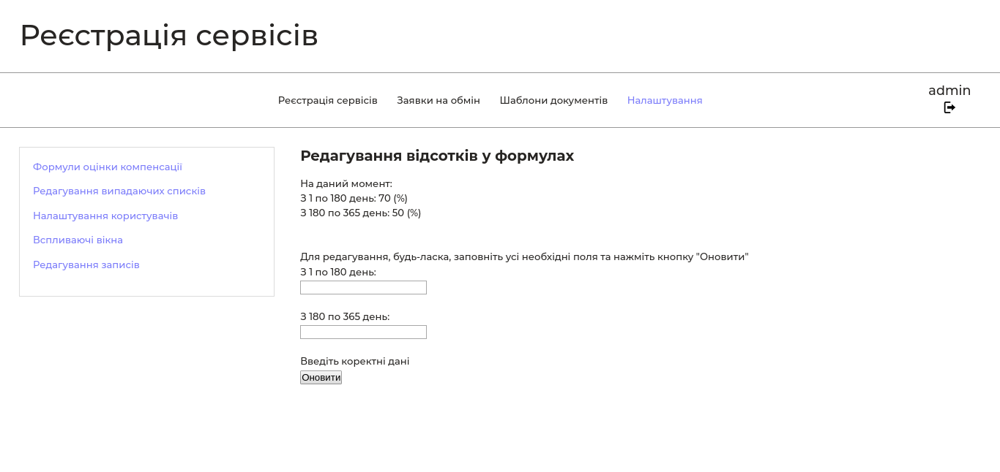 Реєстрація сервісів
Реєстрація сервісів
Заявки на обмін
Шаблони документів
Налаштування
admin
Формули оцінки компенсації
Редагування випадаючих списків
Налаштування користувачів
Вспливаючі вікна
Редагування записів
Редагування відсотків у формулах
На даний момент:
З 1 по 180 день: 70 (%)
З 180 по 365 день: 50 (%)
Для редагування, будь-ласка, заповніть усі необхідні поля та нажміть кнопку "Оновити"
З 1 по 180 день:
З 180 по 365 день:
Введіть коректні дані
Оновити